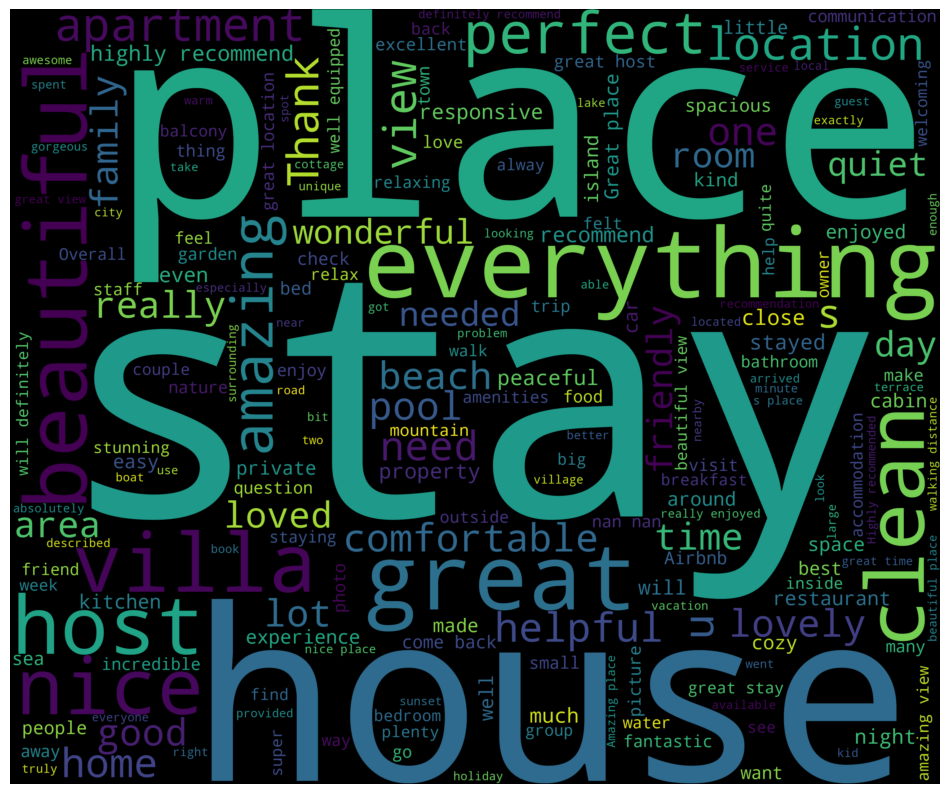 definitely recommend
communication
apartment
back
perfect
little
location
highly recommend
excellent
great host
service
local
awesome
beautiful
family
spent
warm
spot
great location
Thank
well equipped
view
town
responsive
lake
island
Great place
spacious
one
guest
exactly
welcoming
place
gorgeous
balcony
thing
take
cottage
unique
love
alway
room
kind
quiet
great view
city
relaxing
felt
quite
help
enjoyed
enough
Overall
feel
garden
even
amazing
wonderful
looking
recommend
check
relax
everything
owner
staff
especially
bed
able
trip
really
got
needed
car
friendly
recommendation
close
s
near
problem
located
day
surrounding
walk
stayed
couple
enjoy
beach
peaceful
beautiful view
bathroom
arrived
minute
s place
nearby
make
terrace
cabin
nature
road
amenities
food
pool
stay
will definitely
bit
two
mountain
need
better
clean
walking distance
stunning
easy
boat
use
private
property
big
village
visit
breakfast
accommodation
Highly recommended
look
large
question
around
really enjoyed
absolutely
area
loved
outside
nan nan
time
space
described
villa
book
staying
comfortable
Airbnb
best
great time
beautiful place
friend
week
kitchen
photo
great
will
inside
restaurant
vacation
host
lot
made
helpful
u
lovely
many
experience
nice place
come back
cozy
sea
incredible
small
picture
went
nice
find
well
house
great stay
amazing view
sunset
provided
bedroom
plenty
much
group
Amazing place
water
available
see
people
everyone
good
way
go
fantastic
night
away
right
home
super
kid
truly
holiday
want